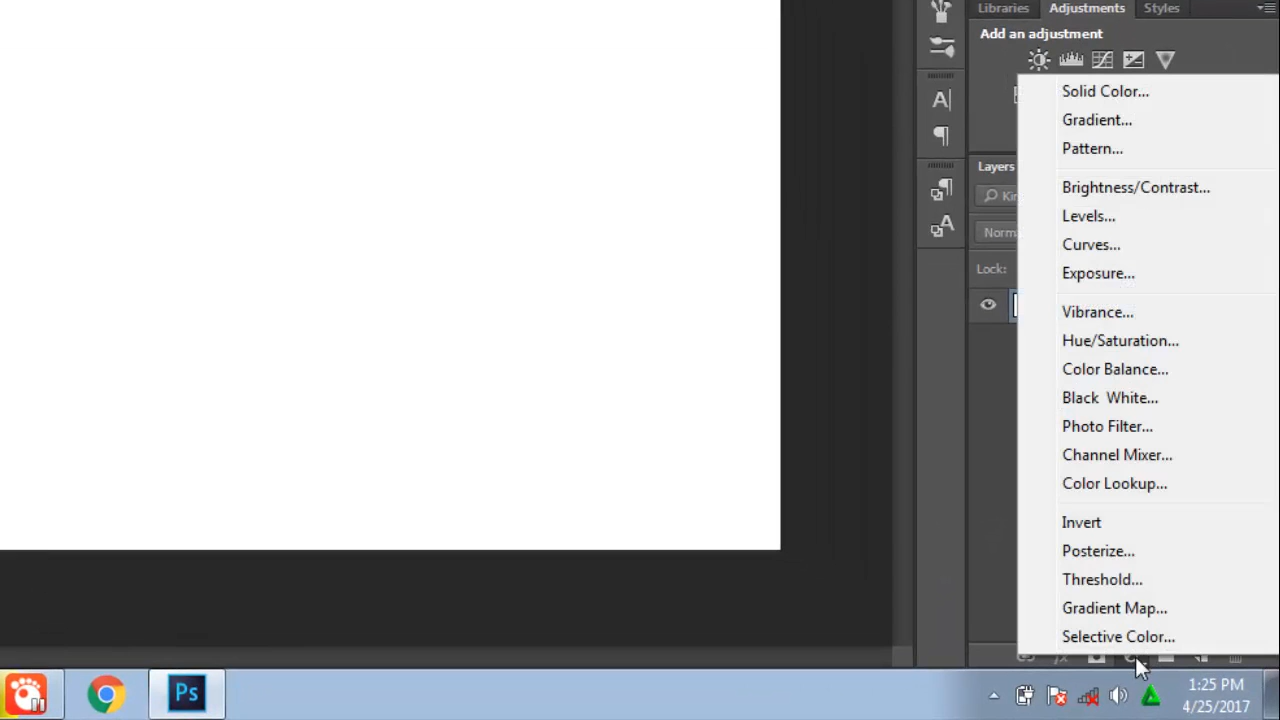 Libraries Adjustments Styles
Add an adjustment
A
Solid Color...
Gradient...
Pattern...
Layers
Brightness/Contrast...
Levels...
A
Curves...
Lock:
Exposure...
Vibrance...
Hue/Saturation...
Color Balance...
Black White...
Photo Filter...
Channel Mixer...
Color Lookup...
Invert
Posterize...
Threshold...
Gradient Map...
Selective Color...
fx
Ps
1:25 PM
4/25/2017